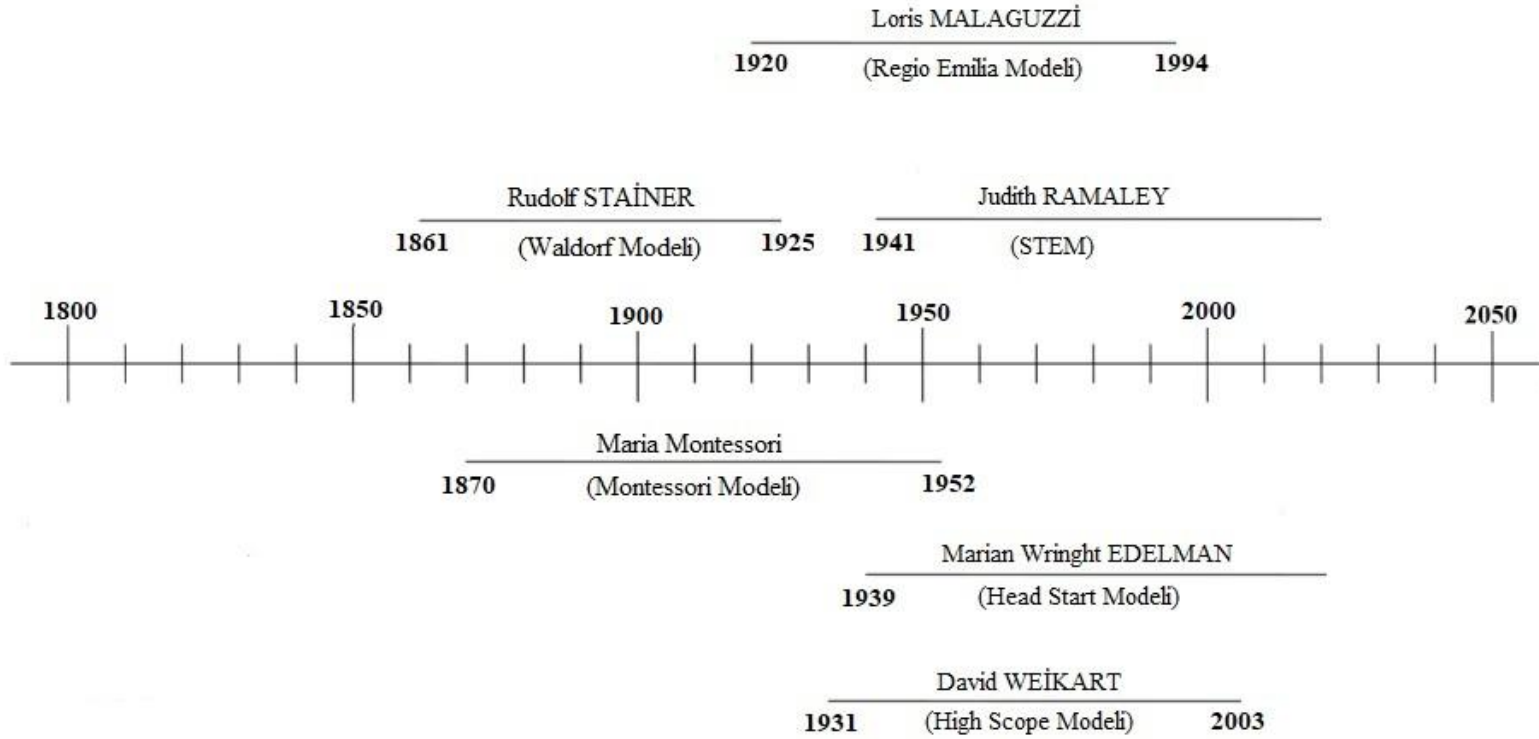 Loris MALAGUZZİ
1920 (Regio Emilia Modeli) 1994
Rudolf STAİNER
1861 (Waldorf Modeli) 1925
Judith RAMALEY
1941 (STEM)
1800 1850 1900 1950 2000 2050
Maria Montessori
1870 (Montessori Modeli) 1952
Marian Wringht EDELMAN
1939 (Head Start Modeli)
David WEİKART
1931 (High Scope Modeli) 2003